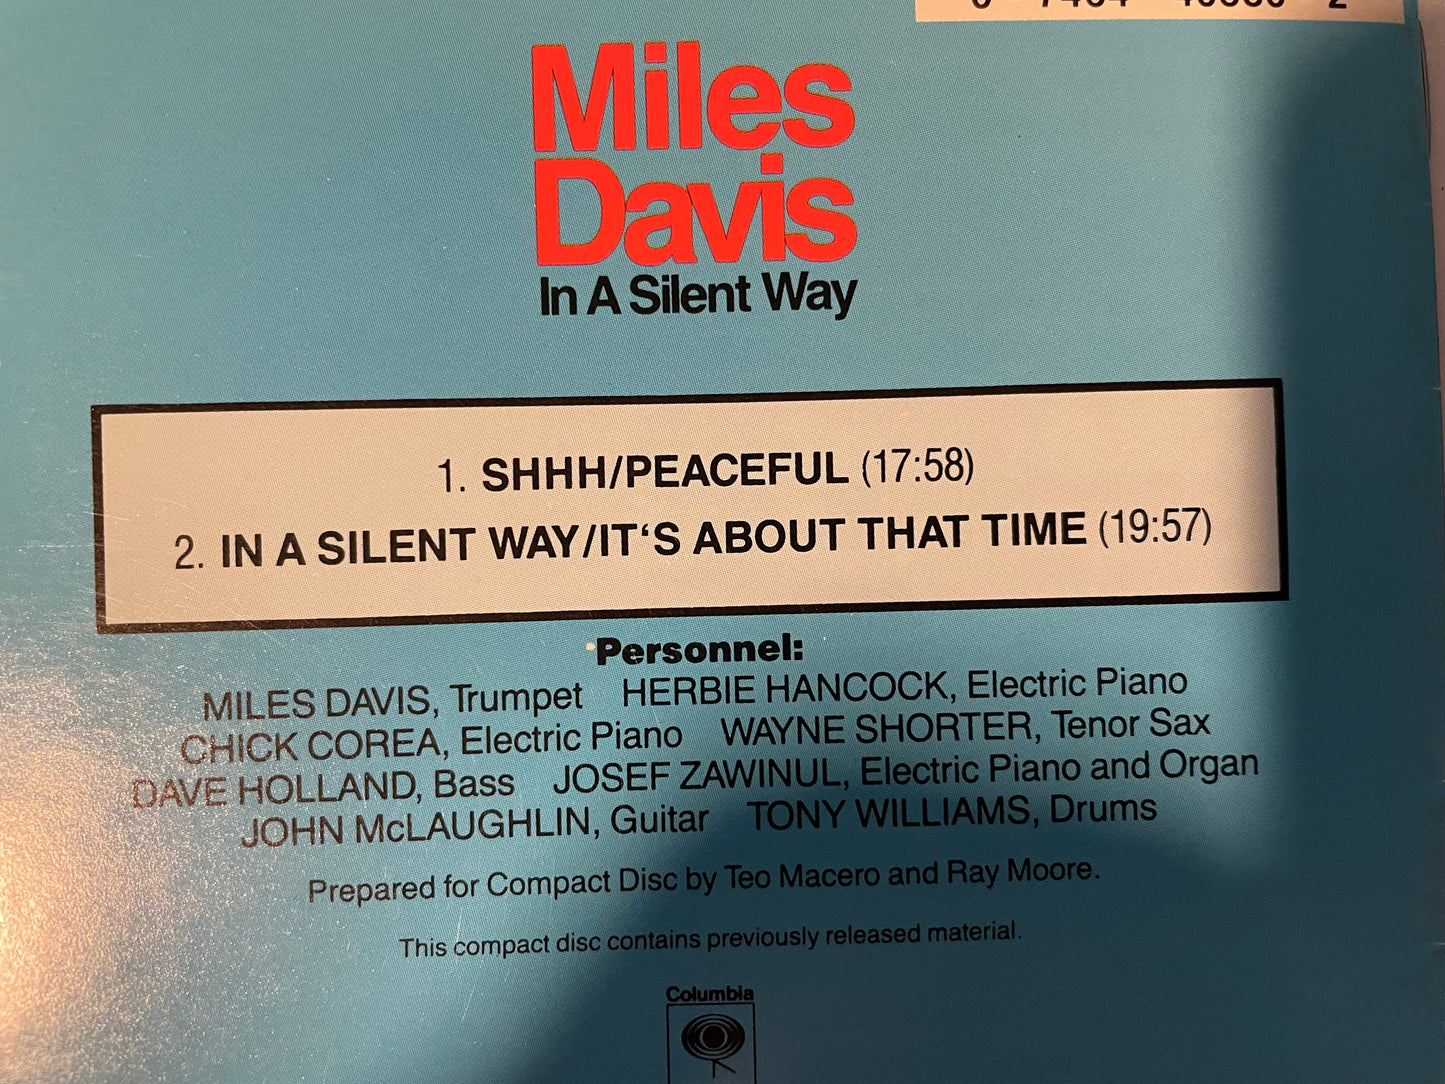 Miles
Davis
In A Silent Way
1. SHHH/PEACEFUL (17:58)
2. IN A SILENT WAY/IT‘S ABOUT THAT TIME (19:57)
Personnel:
MILES DAVIS, Trumpet HERBIE HANCOCK, Electric Piano
CHICK COREA, Electric Piano WAYNE SHORTER, Tenor Sax
DAVE HOLLAND, Bass JOSEF ZAWINUL, Electric Piano and Organ
JOHN McLAUGHLIN, Guitar TONY WILLIAMS, Drums
Prepared for Compact Disc by Teo Macero and Ray Moore.
This compact disc contains previously released material.
Columbia